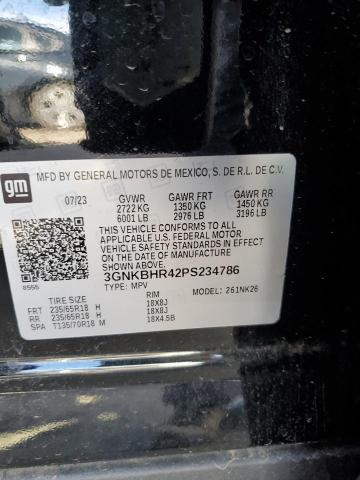 gm
MFD BY GENERAL MOTORS DE MEXICO, S. DE R.L. DE C.V.
07/23 GVWR GAWR FRT GAWR RR
2722 KG 1350 KG 1450 KG
6001 LB 2976 LB 3196 LB
THIS VEHICLE CONFORMS TO ALL
APPLICABLE U.S. FEDERAL MOTOR
VEHICLE SAFETY AND THEFT
PREVENTION STANDARDS IN EFFECT
ON THE DATE OF MANUFACTURE
SHOWN ABOVE.
3GNKBHR42PS234786
8555 TYPE: MPV MODEL: 261NK26
TIRE SIZE RIM
FRT 235/65R18 H 18X8J
RR 235/65R18 H 18X8J
SPA T135/70R18 M 18X4.5B